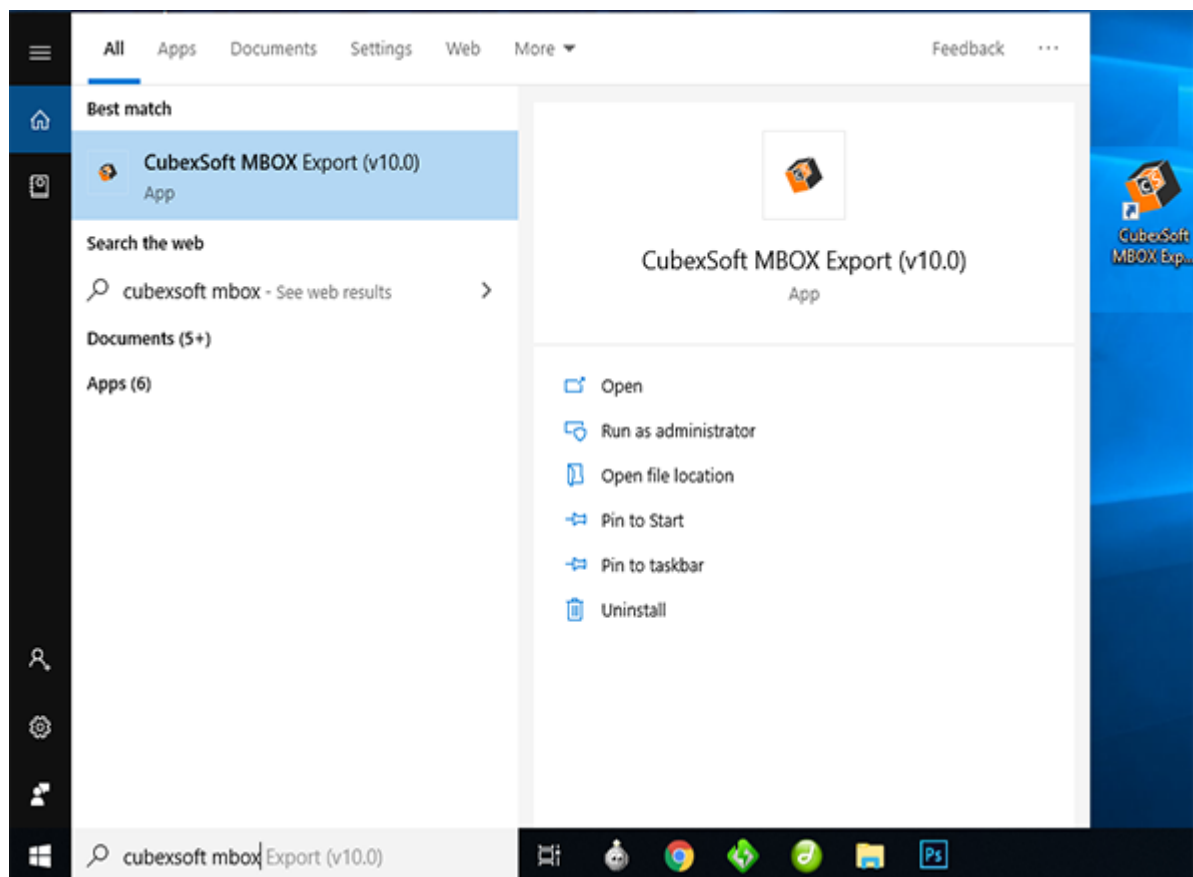 All Apps Documents Settings Web More Feedback ...
Best match
CubexSoft MBOX Export (v10.0)
App
Search the web
cubexsoft mbox - See web results
Documents (5+)
Apps (6)
CubexSoft MBOX Export (v10.0)
App
Open
Run as administrator
Open file location
Pin to Start
Pin to taskbar
Uninstall
CS
CubexSoft
MBOX Exp...
cubexsoft mbox Export (v10.0)
Ps